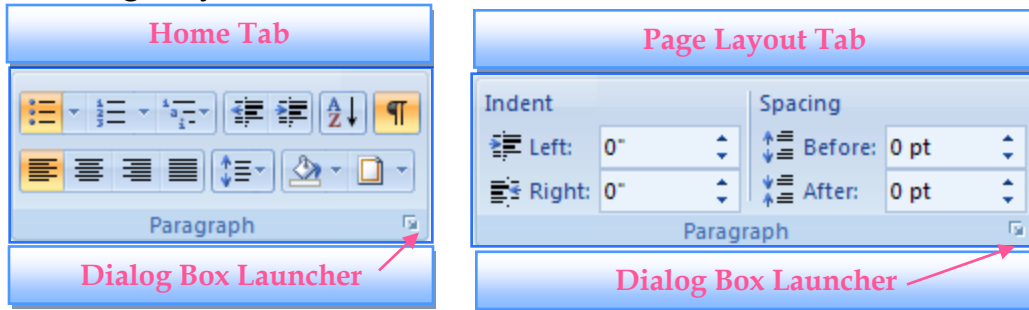 Home Tab
Page Layout Tab
Indent
Spacing
Left: 0"
Before: 0 pt
Right: 0"
After: 0 pt
Paragraph
Paragraph
Dialog Box Launcher
Dialog Box Launcher